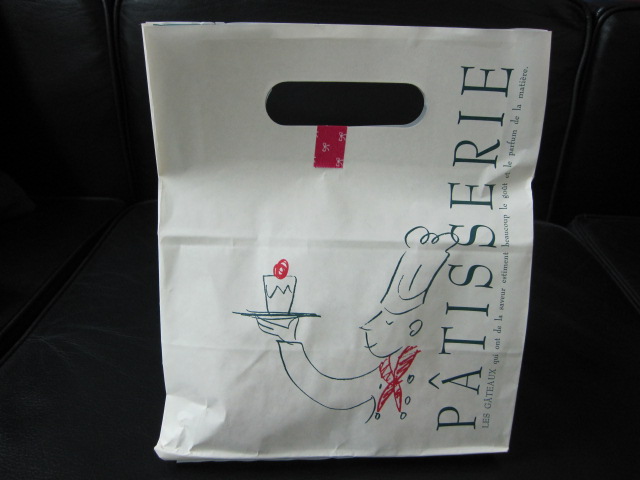 PÂTISSERIE
LES GÂTEAUX qui ont de la saveur estiment beaucoup le goût et le parfum de la matière.